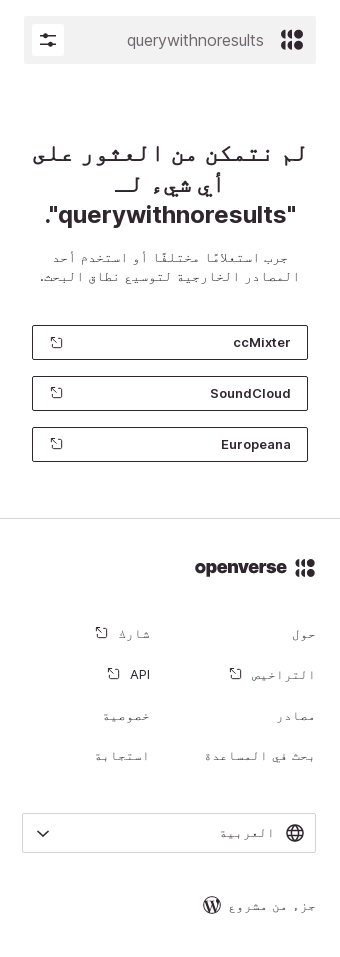 querywithnoresults
لم نتمكن من العثور على
أي شيء لـ
"querywithnoresults".
جرب استعلامًا مختلفًا أو استخدم أحد
المصادر الخارجية لتوسيع نطاق البحث.
ccMixter
SoundCloud
Europeana
openverse
حول
شارك
التراخيص
API
مصادر
خصوصية
بحث في المساعدة
استجابة
العربية
جزء من مشروع